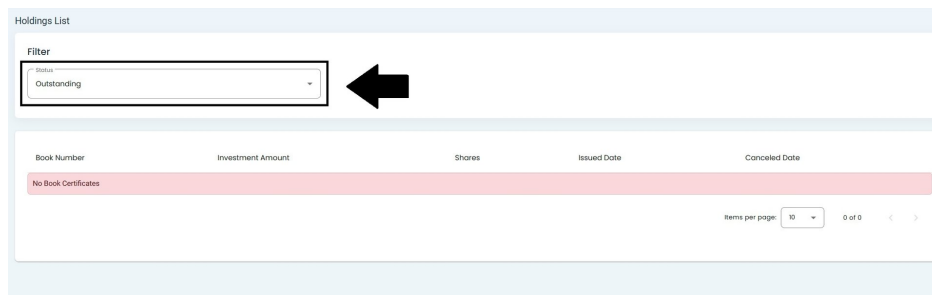 Holdings List
Filter
Status
Outstanding
Book Number Investment Amount Shares Issued Date Canceled Date
No Book Certificates
Items per page: 10 0 of 0